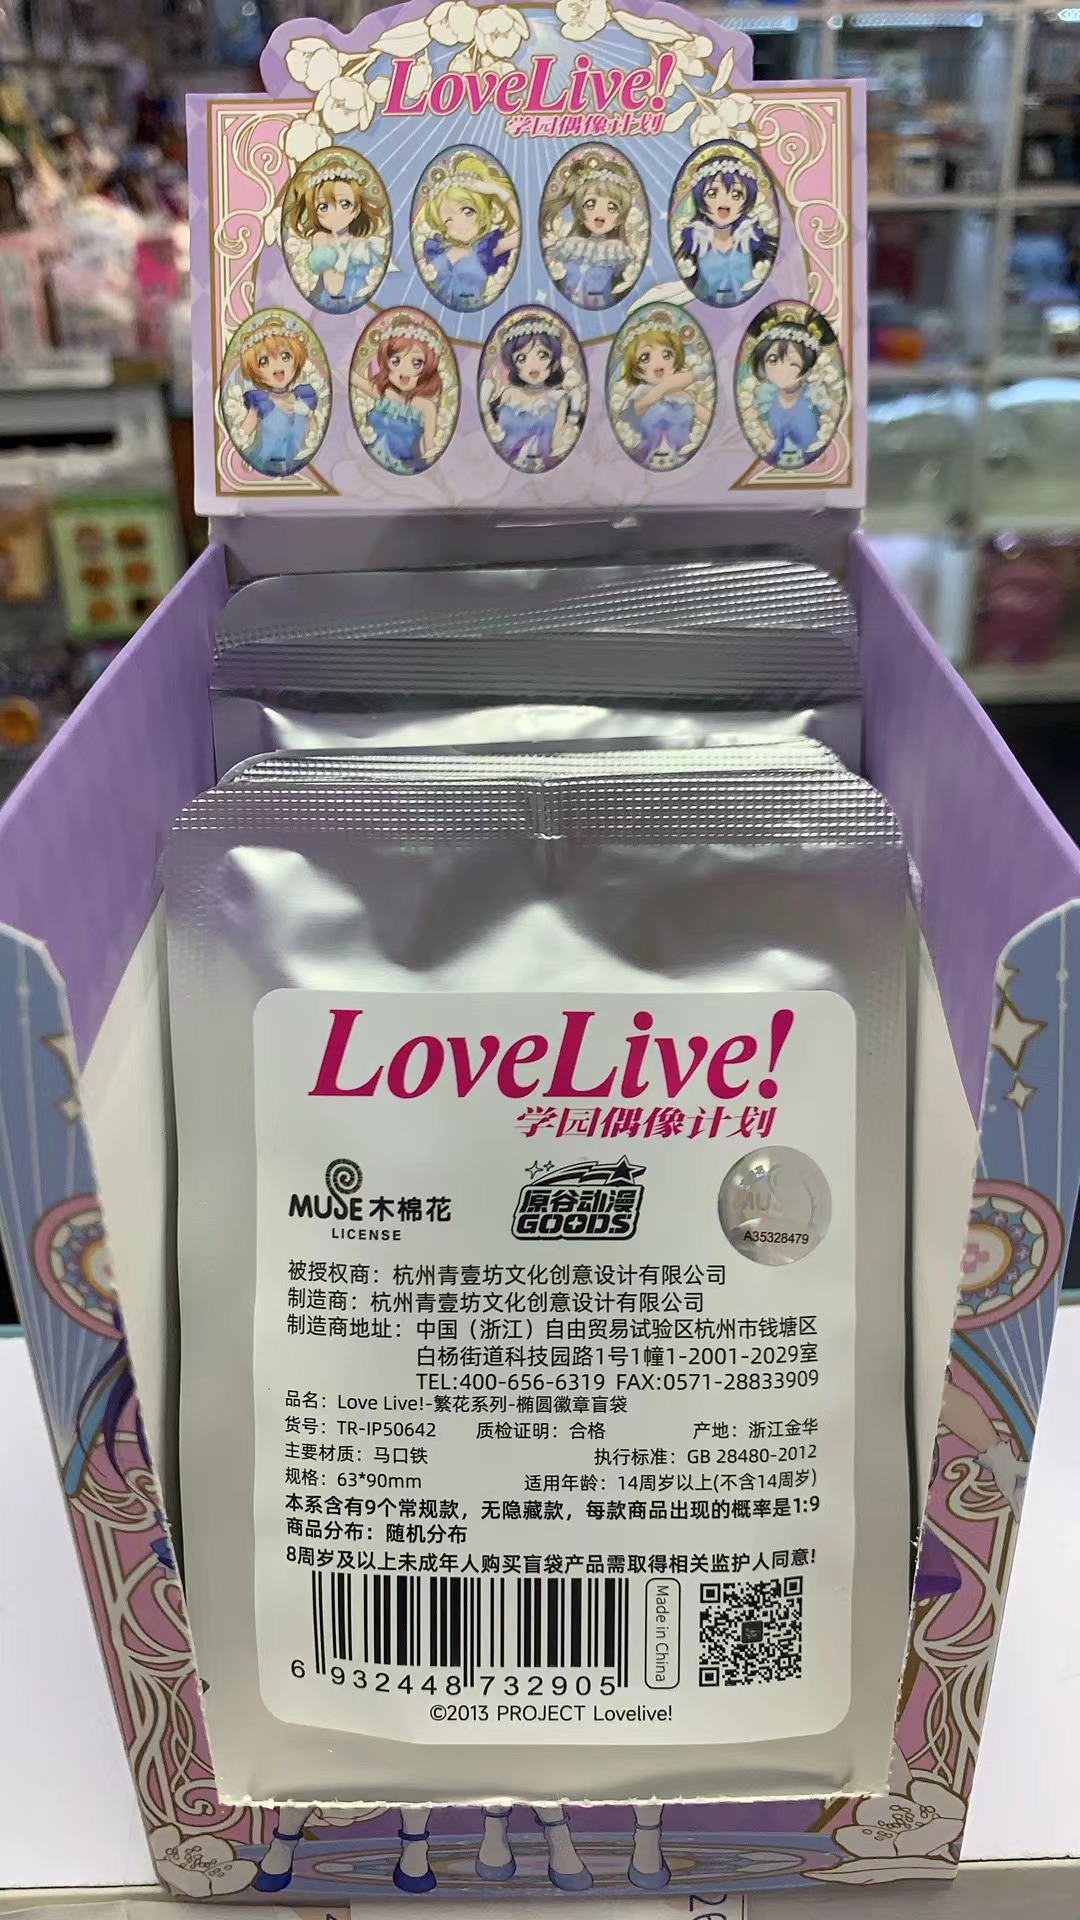 LoveLive!
学园偶像计划
LoveLive!
学园偶像计划
MUSE 木棉花
LICENSE
原谷动漫
GOODS
MUSE
A35328479
被授权商：杭州青壹坊文化创意设计有限公司
制造商：杭州青壹坊文化创意设计有限公司
制造商地址：中国（浙江）自由贸易试验区杭州市钱塘区
白杨街道科技园路1号1幢1-2001-2029室
TEL:400-656-6319 FAX:0571-28833909
品名：Love Live!-繁花系列-椭圆徽章盲袋
货号：TR-IP50642 质检证明：合格 产地：浙江金华
主要材质：马口铁 执行标准：GB 28480-2012
规格：63*90mm 适用年龄：14周岁以上(不含14周岁)
本系含有9个常规款，无隐藏款，每款商品出现的概率是1:9
商品分布：随机分布
8周岁及以上未成年人购买盲袋产品需取得相关监护人同意!
Made in China
6 932448 732905
©2013 PROJECT Lovelive!